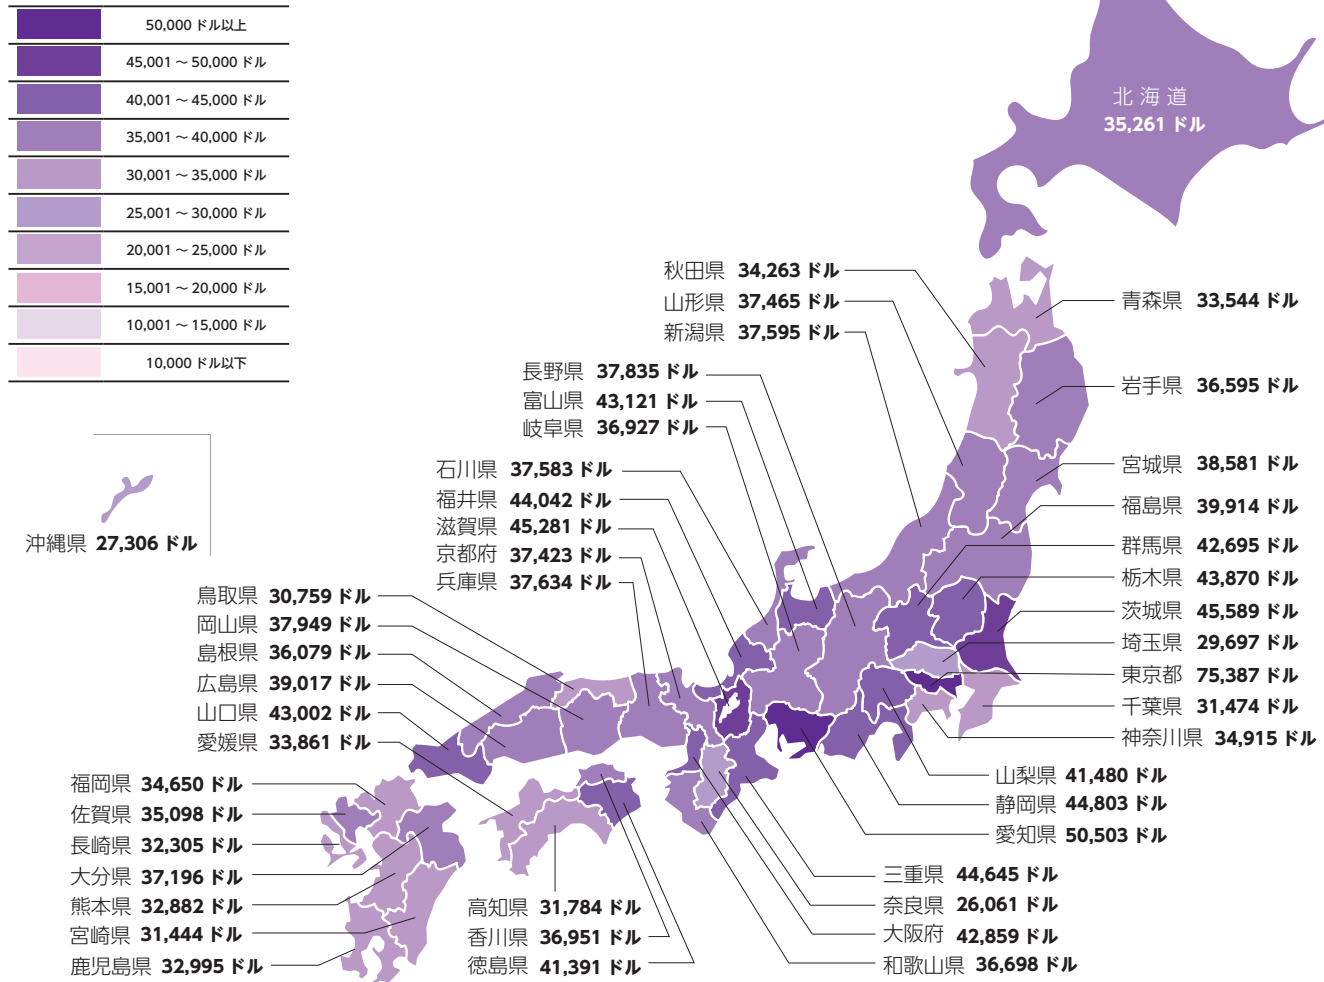 50,000 ドル以上
45,001 ～ 50,000 ドル
40,001 ～ 45,000 ドル
35,001 ～ 40,000 ドル
30,001 ～ 35,000 ドル
25,001 ～ 30,000 ドル
20,001 ～ 25,000 ドル
15,001 ～ 20,000 ドル
10,001 ～ 15,000 ドル
10,000 ドル以下
北海道
35,261 ドル
秋田県 34,263 ドル
山形県 37,465 ドル
新潟県 37,595 ドル
長野県 37,835 ドル
富山県 43,121 ドル
岐阜県 36,927 ドル
石川県 37,583 ドル
福井県 44,042 ドル
滋賀県 45,281 ドル
京都府 37,423 ドル
兵庫県 37,634 ドル
沖縄県 27,306 ドル
鳥取県 30,759 ドル
岡山県 37,949 ドル
島根県 36,079 ドル
広島県 39,017 ドル
山口県 43,002 ドル
愛媛県 33,861 ドル
福岡県 34,650 ドル
佐賀県 35,098 ドル
長崎県 32,305 ドル
大分県 37,196 ドル
熊本県 32,882 ドル
宮崎県 31,444 ドル
鹿児島県 32,995 ドル
高知県 31,784 ドル
香川県 36,951 ドル
徳島県 41,391 ドル
青森県 33,544 ドル
岩手県 36,595 ドル
宮城県 38,581 ドル
福島県 39,914 ドル
群馬県 42,695 ドル
栃木県 43,870 ドル
茨城県 45,589 ドル
埼玉県 29,697 ドル
東京都 75,387 ドル
千葉県 31,474 ドル
神奈川県 34,915 ドル
山梨県 41,480 ドル
静岡県 44,803 ドル
愛知県 50,503 ドル
三重県 44,645 ドル
奈良県 26,061 ドル
大阪府 42,859 ドル
和歌山県 36,698 ドル